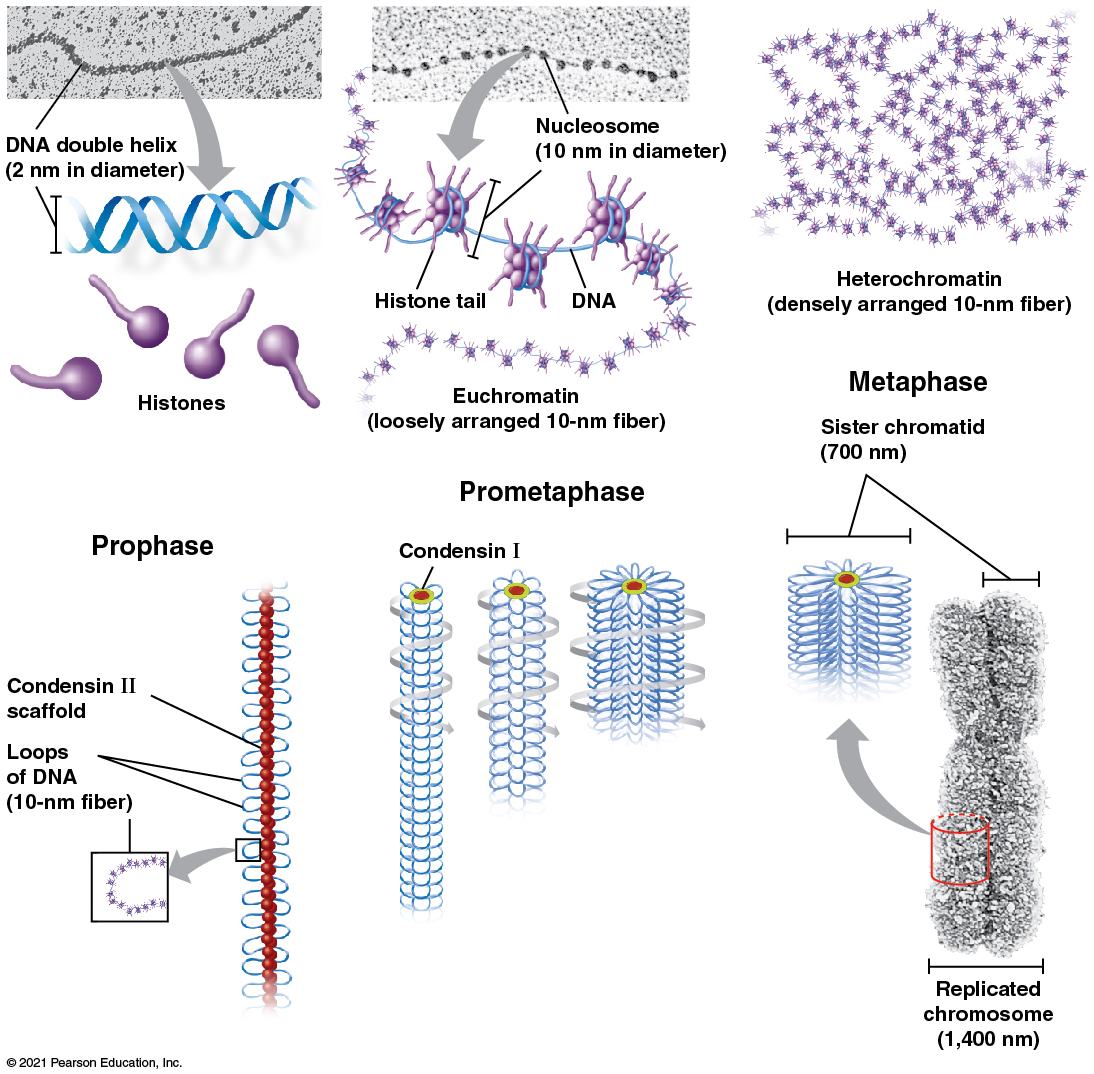 DNA double helix
(2 nm in diameter)
Histones
Nucleosome
(10 nm in diameter)
Histone tail
DNA
Euchromatin
(loosely arranged 10-nm fiber)
Heterochromatin
(densely arranged 10-nm fiber)
Prophase
Condensin II
scaffold
Loops
of DNA
(10-nm fiber)
Prometaphase
Condensin I
Metaphase
Sister chromatid
(700 nm)
Replicated
chromosome
(1,400 nm)
© 2021 Pearson Education, Inc.